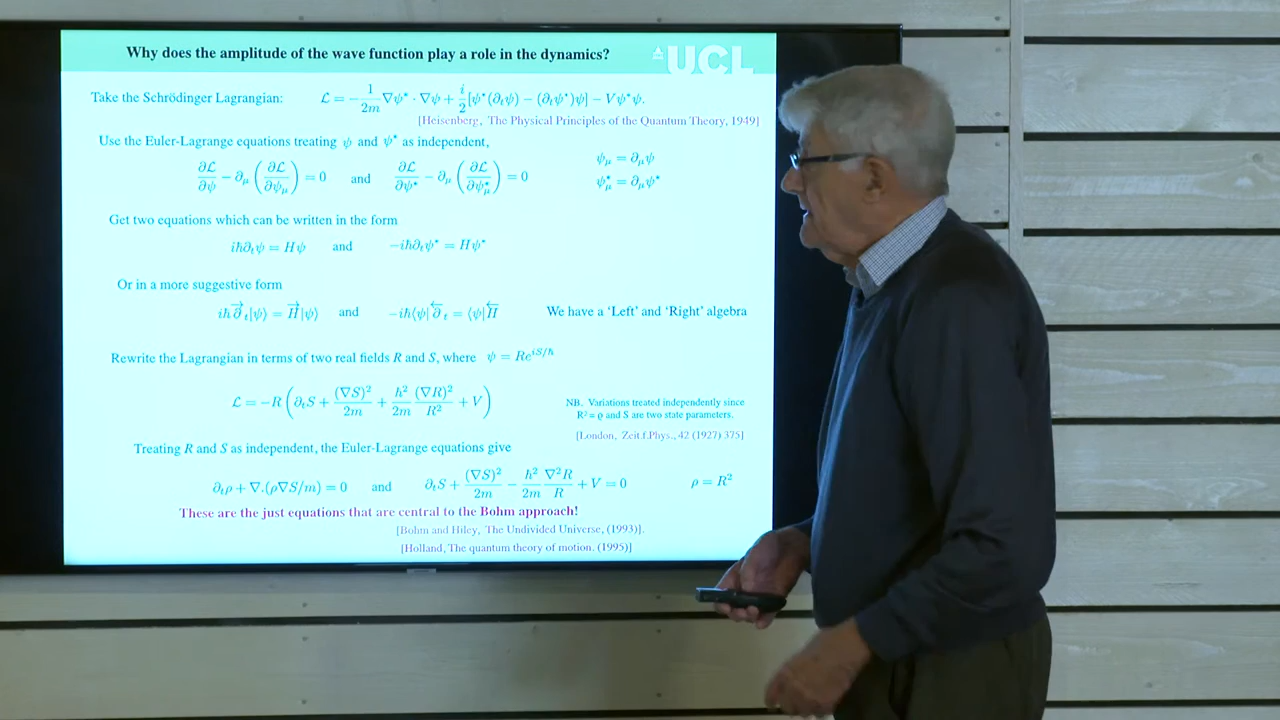 Why does the amplitude of the wave function play a role in the dynamics?
UCL
Take the Schrödinger Lagrangian: ℒ = −1/2m ∇ψ* · ∇ψ + i/2 [ψ*(∂ₜψ) − (∂ₜψ*)ψ] − Vψ*ψ.
[Heisenberg, The Physical Principles of the Quantum Theory, 1949]
Use the Euler-Lagrange equations treating ψ and ψ* as independent,
∂ℒ/∂ψ − ∂μ (∂ℒ/∂ψμ) = 0 and ∂ℒ/∂ψ* − ∂μ (∂ℒ/∂ψ*μ) = 0
ψμ = ∂μψ
ψ*μ = ∂μψ*
Get two equations which can be written in the form
iħ∂ₜψ = Hψ and −iħ∂ₜψ* = Hψ*
Or in a more suggestive form
iħ∂⃗ₜ|ψ⟩ = H⃗|ψ⟩ and −iħ⟨ψ|∂⃖ₜ = ⟨ψ|H⃖ We have a 'Left' and 'Right' algebra
Rewrite the Lagrangian in terms of two real fields R and S, where ψ = Re^{iS/ħ}
ℒ = −R (∂ₜS + (∇S)²/2m + ħ²/2m (∇R)²/R² + V)
NB. Variations treated independently since
R² = ϱ and S are two state parameters.
[London, Zeit.f.Phys., 42 (1927) 375]
Treating R and S as independent, the Euler-Lagrange equations give
∂ₜρ + ∇.(ρ∇S/m) = 0 and ∂ₜS + (∇S)²/2m − ħ²/2m ∇²R/R + V = 0 ρ = R²
These are the just equations that are central to the Bohm approach!
[Bohm and Hiley, The Undivided Universe, (1993)].
[Holland, The quantum theory of motion. (1995)]